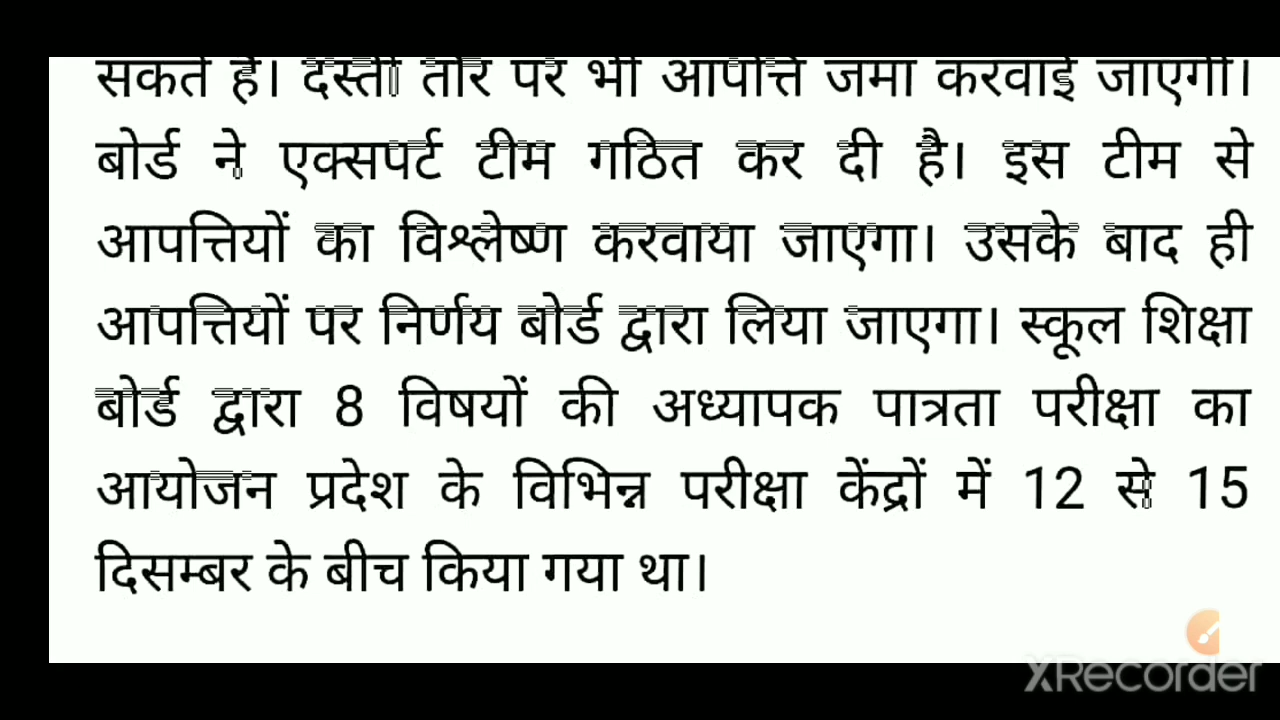 सकते हैं। दस्ती तौर पर भी आपत्ति जमा करवाई जाएगी।
बोर्ड ने एक्सपर्ट टीम गठित कर दी है। इस टीम से
आपत्तियों का विश्लेष्ण करवाया जाएगा। उसके बाद ही
आपत्तियों पर निर्णय बोर्ड द्वारा लिया जाएगा। स्कूल शिक्षा
बोर्ड द्वारा 8 विषयों की अध्यापक पात्रता परीक्षा का
आयोजन प्रदेश के विभिन्न परीक्षा केंद्रों में 12 से 15
दिसम्बर के बीच किया गया था।
XRecorder